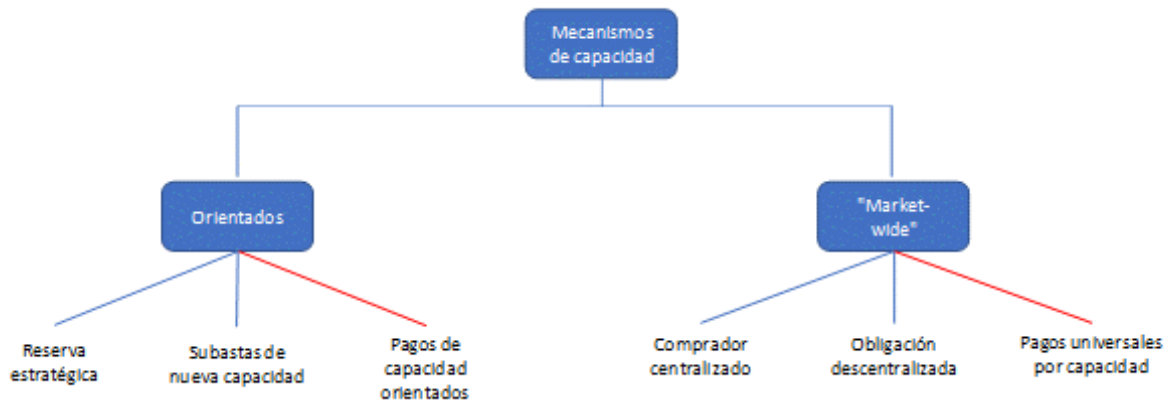 Mecanismos
de capacidad
Orientados
"Market-
wide"
Reserva
estratégica
Subastas de
nueva capacidad
Pagos de
capacidad
orientados
Comprador
centralizado
Obligación
descentralizada
Pagos universales
por capacidad